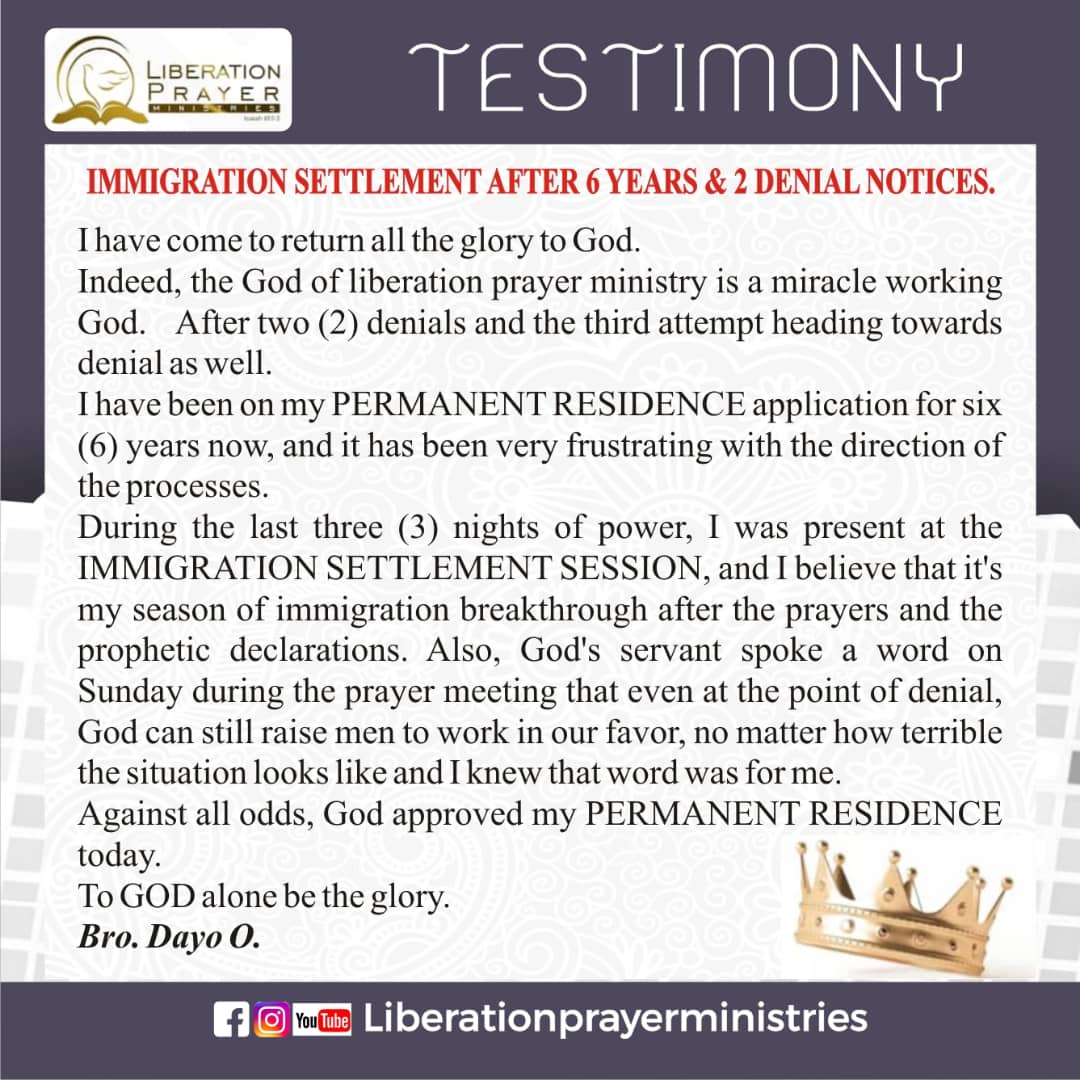 LIBERATION
PRAYER
MINISTRIES
TESTIMONY
IMMIGRATION SETTLEMENT AFTER 6 YEARS & 2 DENIAL NOTICES.
I have come to return all the glory to God.
Indeed, the God of liberation prayer ministry is a miracle working
God. After two (2) denials and the third attempt heading towards
denial as well.
I have been on my PERMANENT RESIDENCE application for six
(6) years now, and it has been very frustrating with the direction of
the processes.
During the last three (3) nights of power, I was present at the
IMMIGRATION SETTLEMENT SESSION, and I believe that it's
my season of immigration breakthrough after the prayers and the
prophetic declarations. Also, God's servant spoke a word on
Sunday during the prayer meeting that even at the point of denial,
God can still raise men to work in our favor, no matter how terrible
the situation looks like and I knew that word was for me.
Against all odds, God approved my PERMANENT RESIDENCE
today.
To GOD alone be the glory.
Bro. Dayo O.
YouTube Liberationprayerministries